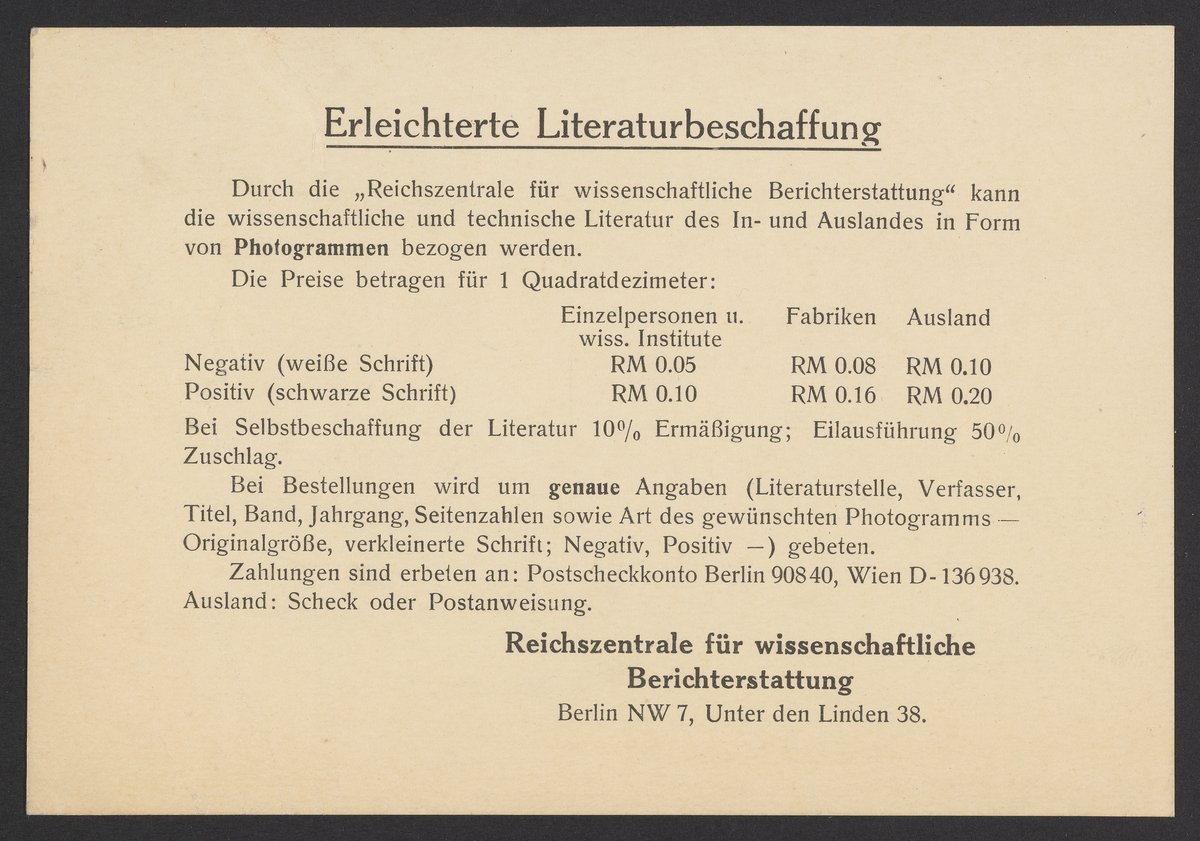 Erleichterte Literaturbeschaffung
Durch die „Reichszentrale für wissenschaftliche Berichterstattung“ kann
die wissenschaftliche und technische Literatur des In- und Auslandes in Form
von Photogrammen bezogen werden.
Die Preise betragen für 1 Quadratdezimeter:
Einzelpersonen u. Fabriken Ausland
wiss. Institute
Negativ (weiße Schrift) RM 0.05 RM 0.08 RM 0.10
Positiv (schwarze Schrift) RM 0.10 RM 0.16 RM 0.20
Bei Selbstbeschaffung der Literatur 10% Ermäßigung; Eilausführung 50%
Zuschlag.
Bei Bestellungen wird um genaue Angaben (Literaturstelle, Verfasser,
Titel, Band, Jahrgang, Seitenzahlen sowie Art des gewünschten Photogramms —
Originalgröße, verkleinerte Schrift; Negativ, Positiv —) gebeten.
Zahlungen sind erbeten an: Postscheckkonto Berlin 90840, Wien D-136938.
Ausland: Scheck oder Postanweisung.
Reichszentrale für wissenschaftliche
Berichterstattung
Berlin NW 7, Unter den Linden 38.